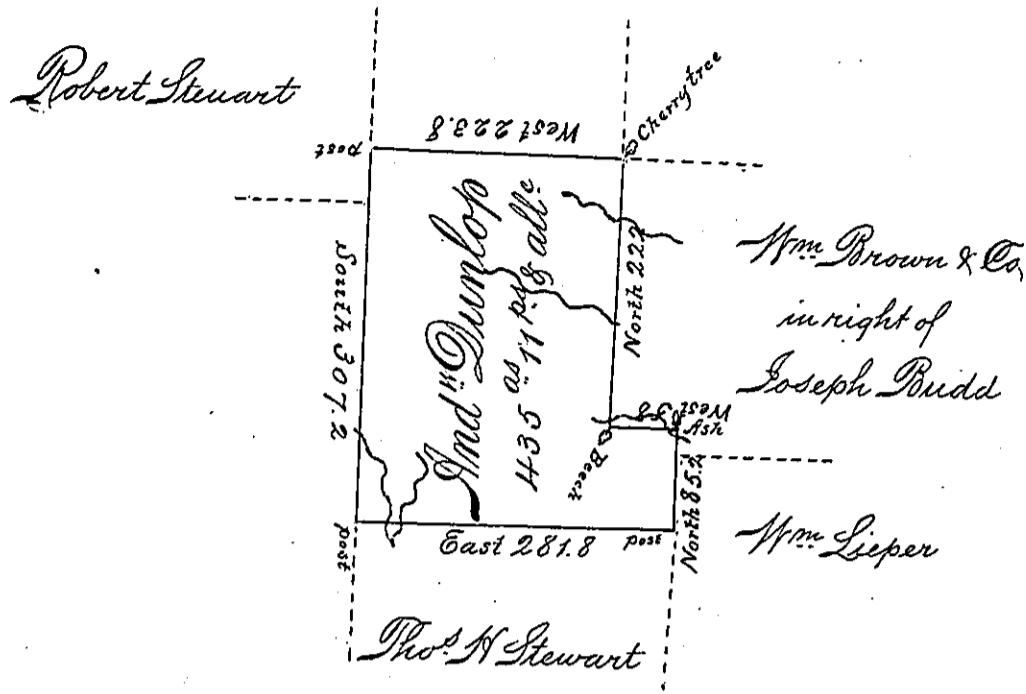 Robert Steuart
Cherrytree
West 223.8
post
Andw Dunlop
435 as "11 ps & allc
South 307.2
North 222
Wm Brown & Co,
in right of
Joseph Budd
West 58
Ash
Beech
North 85.2
post
East 281.8
post
Wm Lieper
Thos. H Stewart